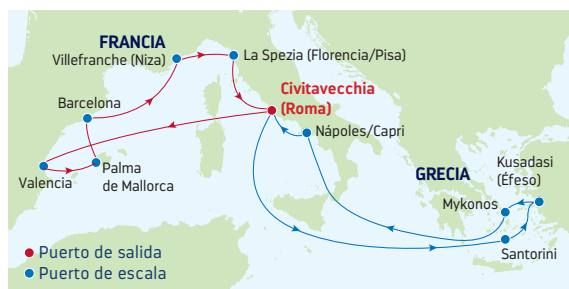 FRANCIA
Villefranche (Niza)
La Spezia (Florencia/Pisa)
Civitavecchia
(Roma)
Barcelona
Nápoles/Capri
Valencia
Palma
de Mallorca
GRECIA
Kusadasi
(Éfeso)
Mykonos
Santorini
Puerto de salida
Puerto de escala